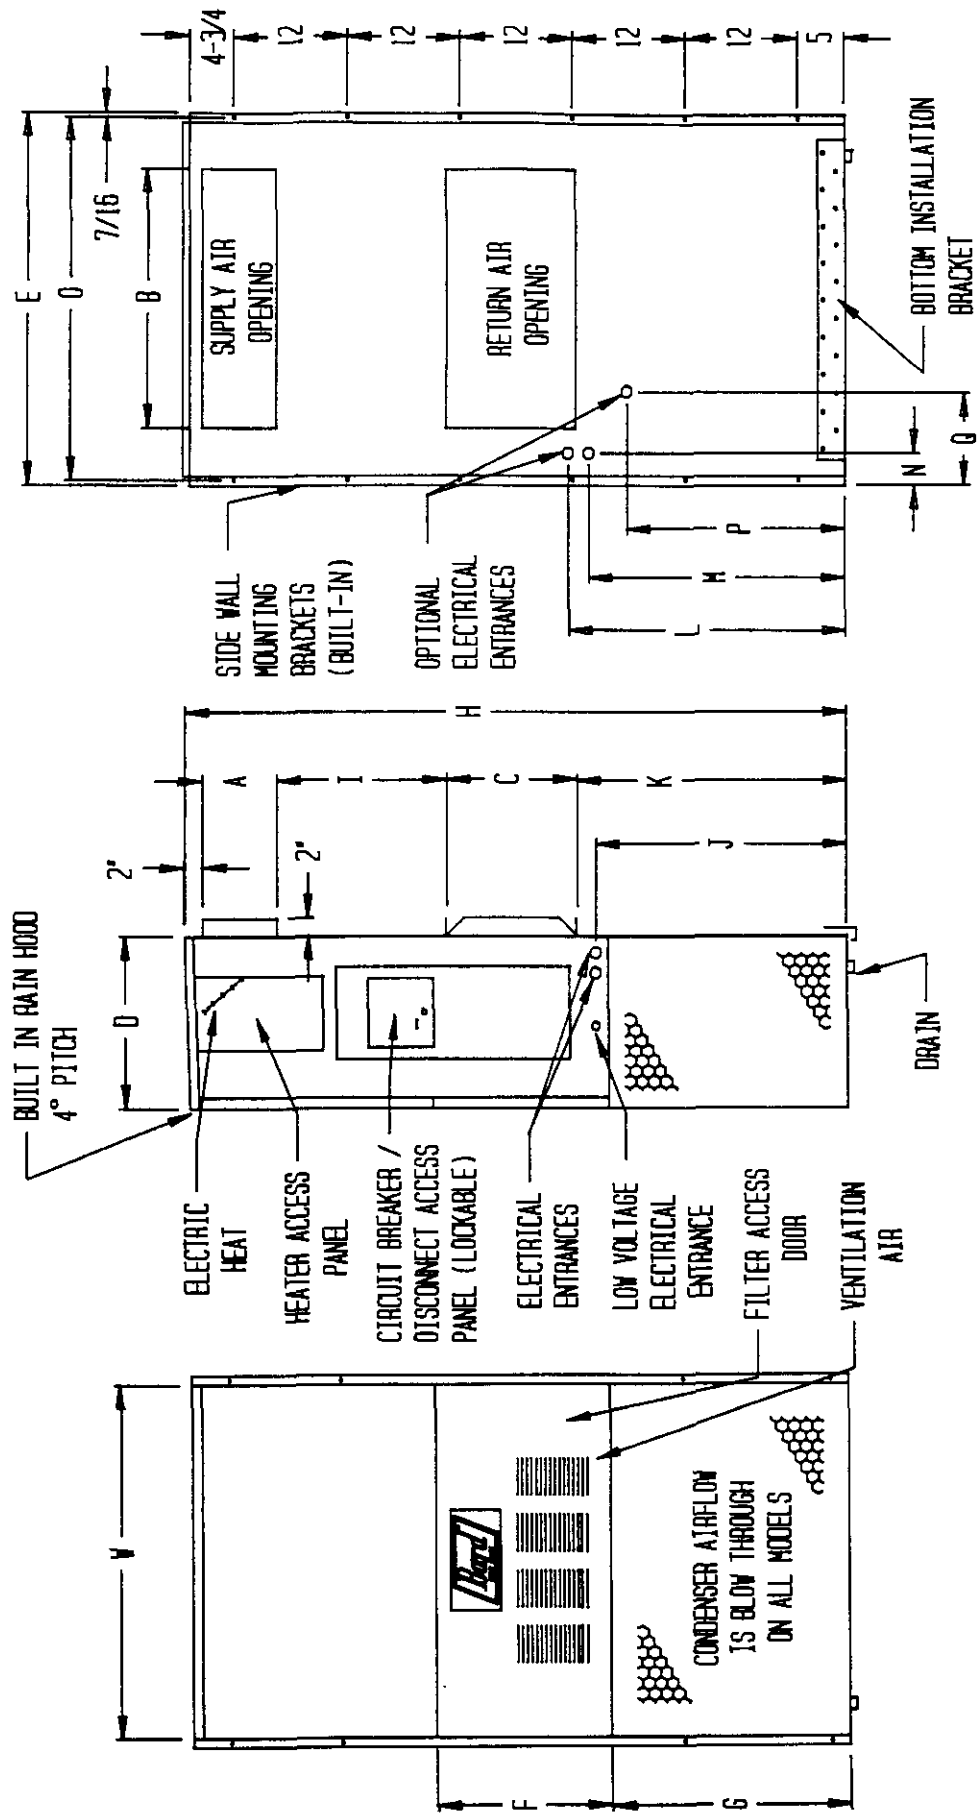 W
F
G
Bard
CONDENSER AIRFLOW
IS BLOW THROUGH
ON ALL MODELS
BUILT IN RAIN HOOD
4° PITCH
ELECTRIC
HEAT
HEATER ACCESS
PANEL
CIRCUIT BREAKER /
DISCONNECT ACCESS
PANEL (LOCKABLE)
ELECTRICAL
ENTRANCES
LOW VOLTAGE
ELECTRICAL
ENTRANCE
FILTER ACCESS
DOOR
VENTILATION
AIR
D
2"
2"
A
I
C
K
J
H
DRAIN
SIDE WALL
MOUNTING
BRACKETS
(BUILT-IN)
OPTIONAL
ELECTRICAL
ENTRANCES
E
O
7/16
B
SUPPLY AIR
OPENING
RETURN AIR
OPENING
4-3/4
12
12
12
12
12
5
L
M
P
N
Q
BOTTOM INSTALLATION
BRACKET